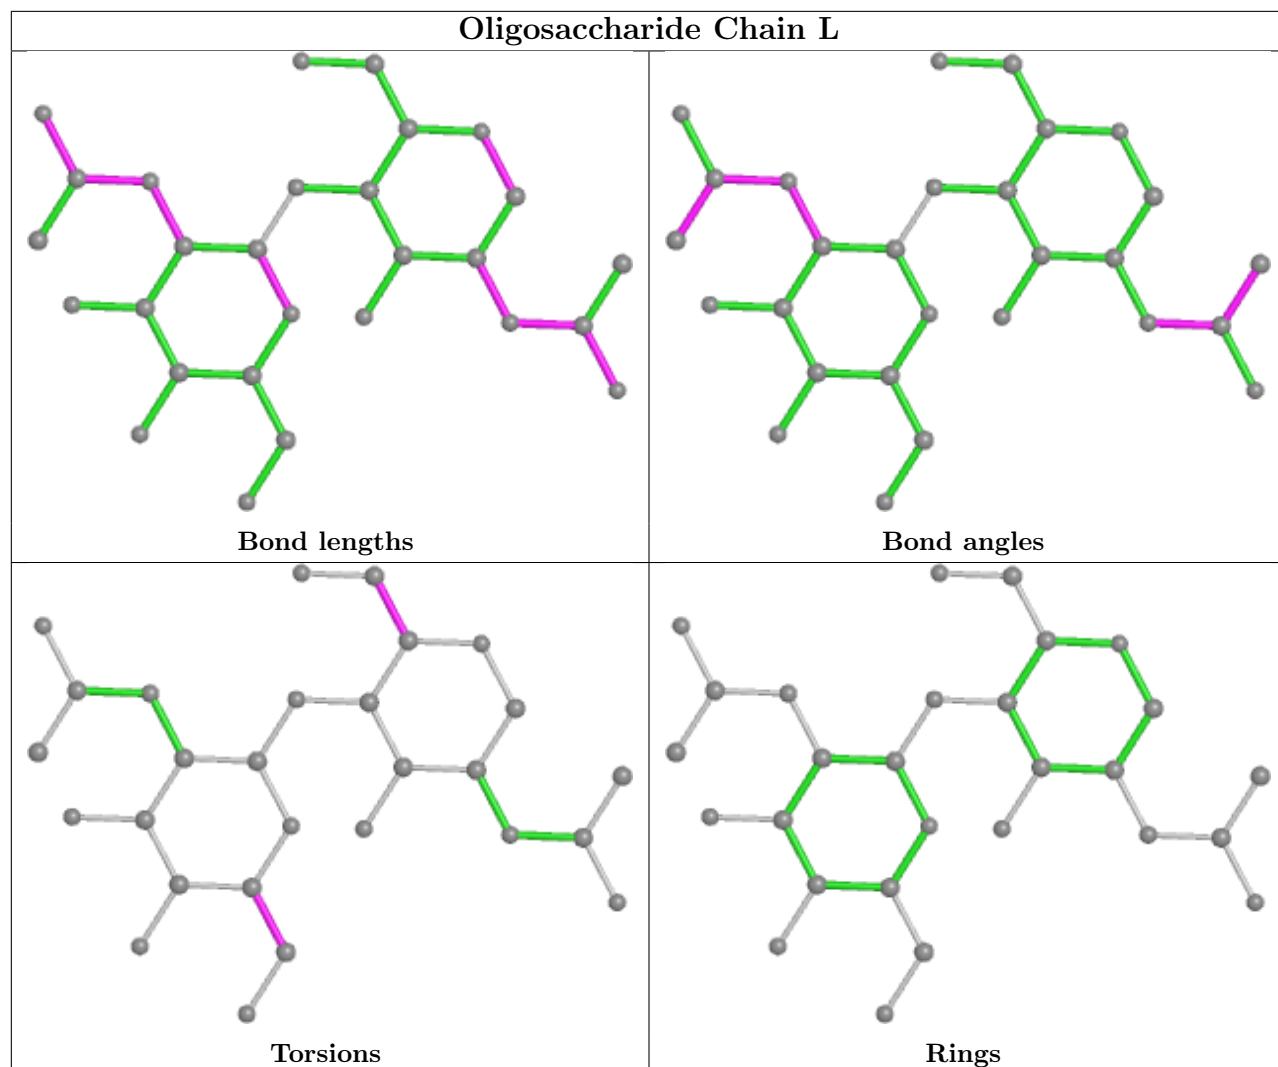 Oligosaccharide Chain L
Bond lengths
Bond angles
Torsions
Rings